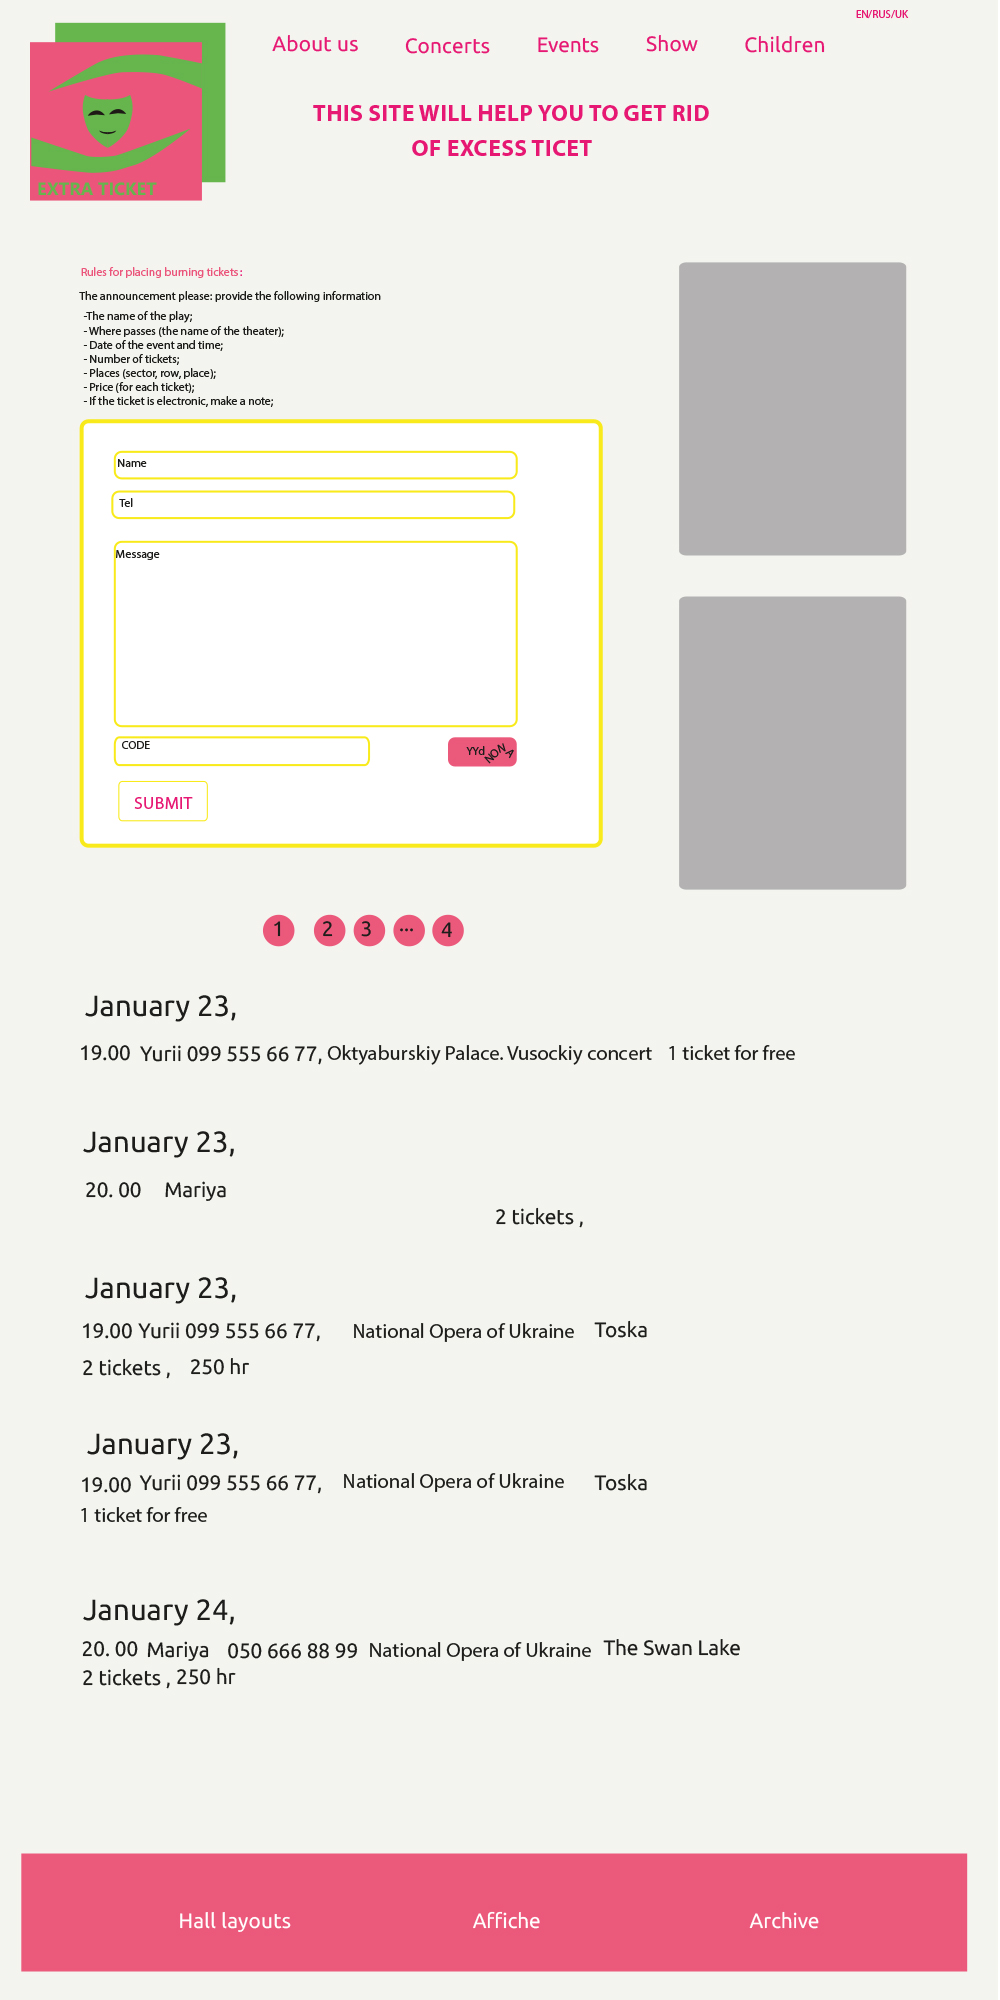 EN/RUS/UK
About us Concerts Events Show Children
THIS SITE WILL HELP YOU TO GET RID
OF EXCESS TICET
EXTRA TICKET
Rules for placing burning tickets:
The announcement please: provide the following information
-The name of the play;
- Where passes (the name of the theater);
- Date of the event and time;
- Number of tickets;
- Places (sector, row, place);
- Price (for each ticket);
- If the ticket is electronic, make a note;
Name
Tel
Message
CODE
YYd NON A
SUBMIT
1 2 3 ... 4
January 23,
19.00 Yurii 099 555 66 77, Oktyaburskiy Palace. Vusockiy concert 1 ticket for free
January 23,
20. 00 Mariya
2 tickets ,
January 23,
19.00 Yurii 099 555 66 77, National Opera of Ukraine Toska
2 tickets , 250 hr
January 23,
19.00 Yurii 099 555 66 77, National Opera of Ukraine Toska
1 ticket for free
January 24,
20. 00 Mariya 050 666 88 99 National Opera of Ukraine The Swan Lake
2 tickets , 250 hr
Hall layouts Affiche Archive